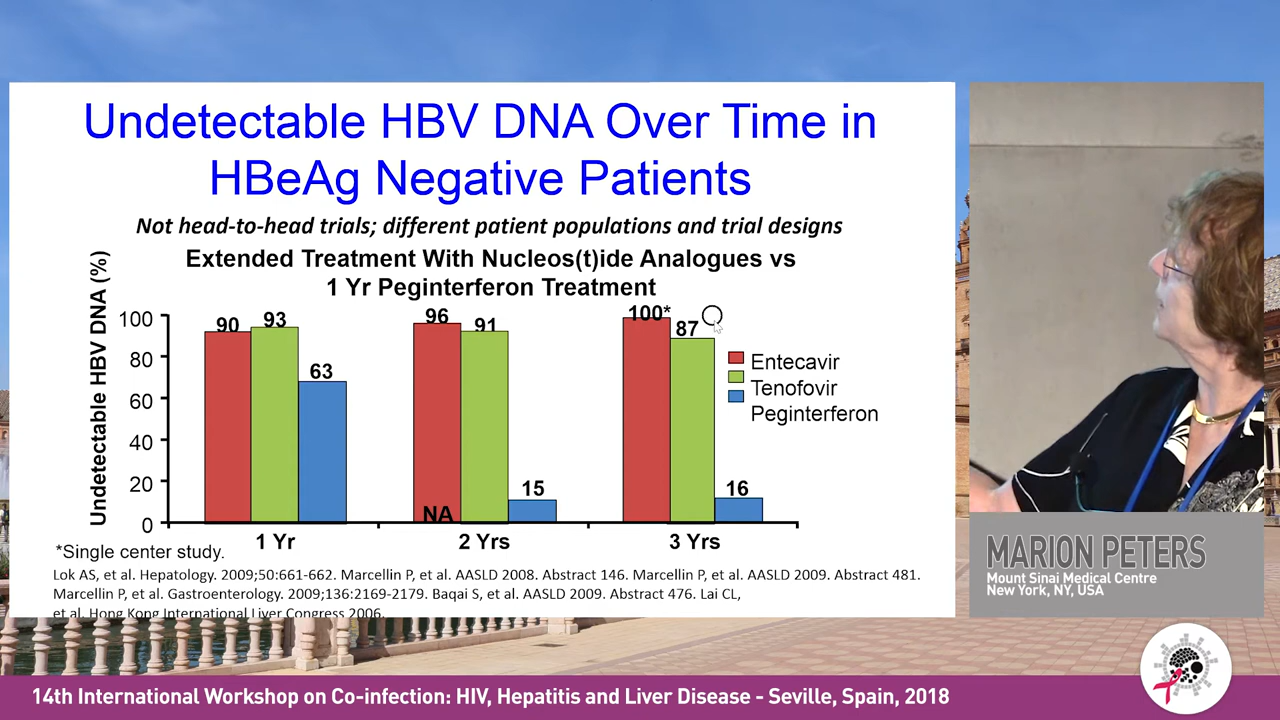 Undetectable HBV DNA Over Time in
HBeAg Negative Patients
Not head-to-head trials; different patient populations and trial designs
Extended Treatment With Nucleos(t)ide Analogues vs
1 Yr Peginterferon Treatment
Undetectable HBV DNA (%)
100
80
60
40
20
0
90
93
63
96
91
15
NA
100*
87
16
1 Yr
2 Yrs
3 Yrs
Entecavir
Tenofovir
Peginterferon
*Single center study.
Lok AS, et al. Hepatology. 2009;50:661-662. Marcellin P, et al. AASLD 2008. Abstract 146. Marcellin P, et al. AASLD 2009. Abstract 481.
Marcellin P, et al. Gastroenterology. 2009;136:2169-2179. Baqai S, et al. AASLD 2009. Abstract 476. Lai CL,
et al. Hong Kong International Liver Congress 2006.
MARION PETERS
Mount Sinai Medical Centre
New York, NY, USA
14th International Workshop on Co-infection: HIV, Hepatitis and Liver Disease - Seville, Spain, 2018